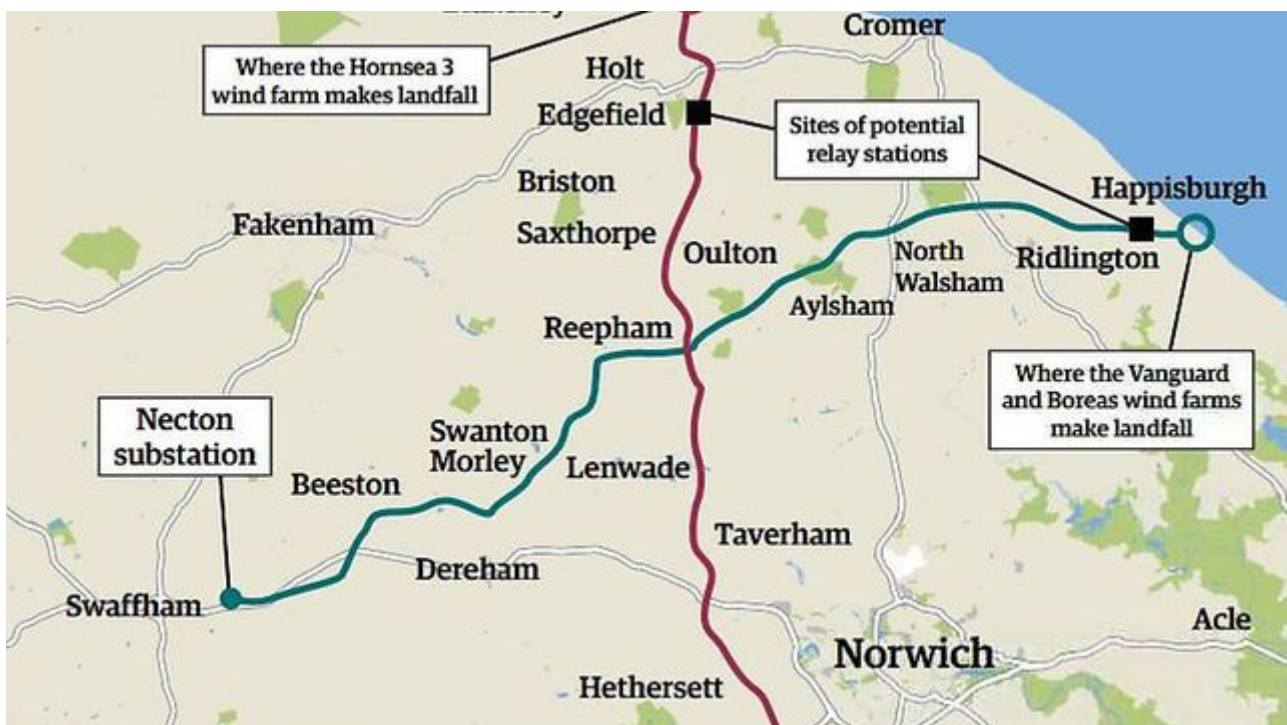 Cromer
Where the Hornsea 3
wind farm makes landfall
Holt
Edgefield
Sites of potential
relay stations
Briston
Happisburgh
Fakenham
Saxthorpe
Oulton
North
Walsham
Ridlington
Aylsham
Reepham
Where the Vanguard
and Boreas wind farms
make landfall
Necton
substation
Swanton
Morley
Lenwade
Beeston
Taverham
Dereham
Swaffham
Acle
Norwich
Hethersett